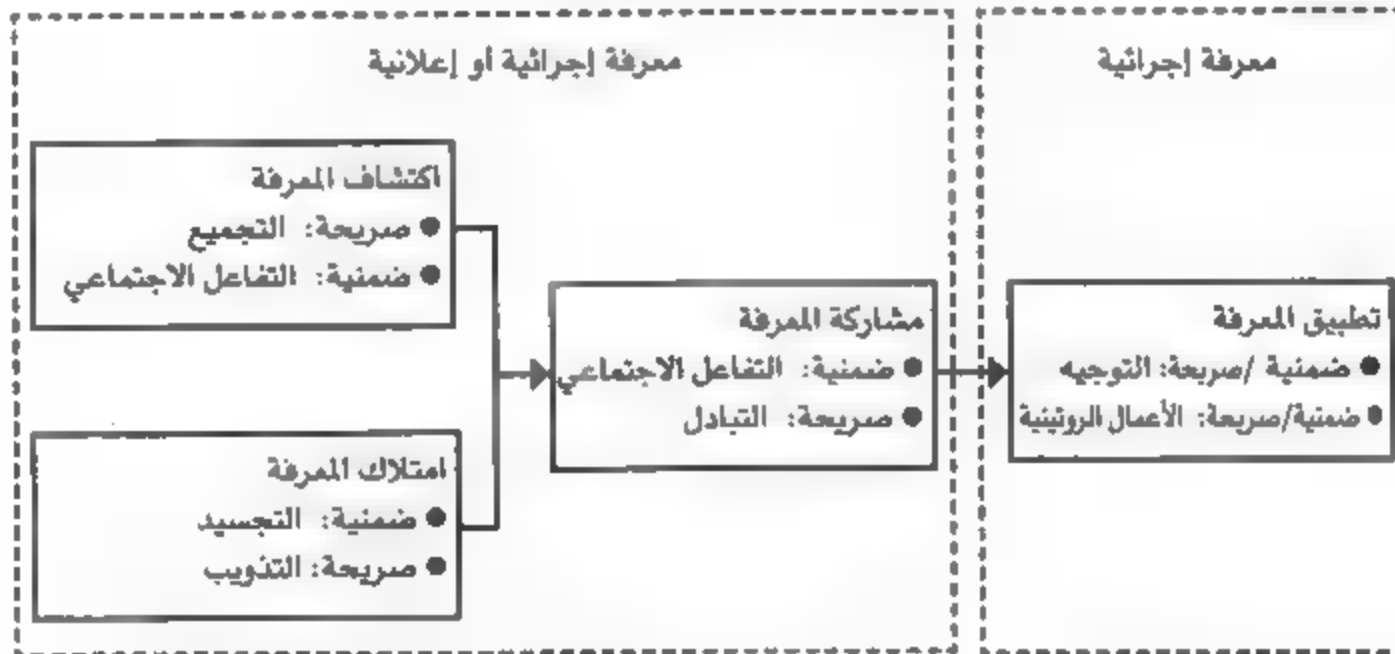 معرفة إجرائية أو إعلانية
اكتشاف المعرفة
● صريحة: التجميع
● ضمنية: التفاعل الاجتماعي
امتلاك المعرفة
● ضمنية: التجسيد
● صريحة: التذويب
مشاركة المعرفة
● ضمنية: التفاعل الاجتماعي
● صريحة: التبادل
معرفة إجرائية
تطبيق المعرفة
● ضمنية /صريحة: التوجيه
● ضمنية/صريحة: الأعمال الروتينية